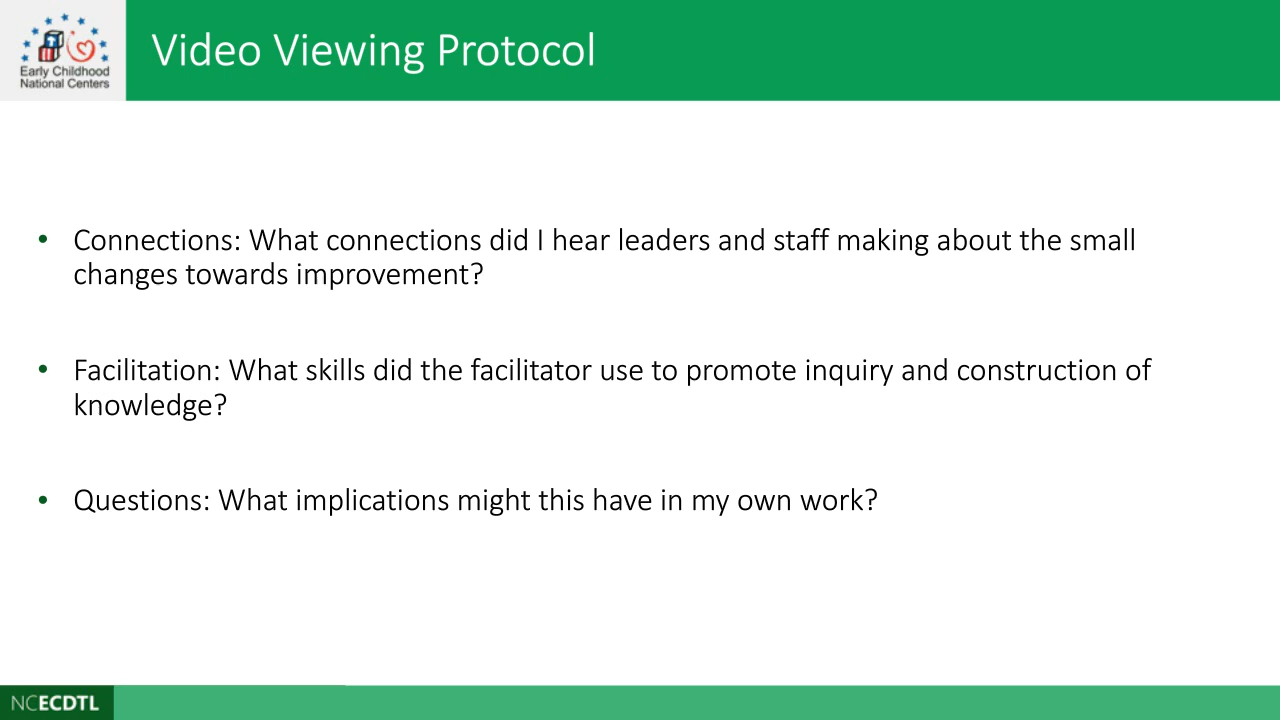 Early Childhood
National Centers
Video Viewing Protocol
• Connections: What connections did I hear leaders and staff making about the small
changes towards improvement?
• Facilitation: What skills did the facilitator use to promote inquiry and construction of
knowledge?
• Questions: What implications might this have in my own work?
NCECDTL